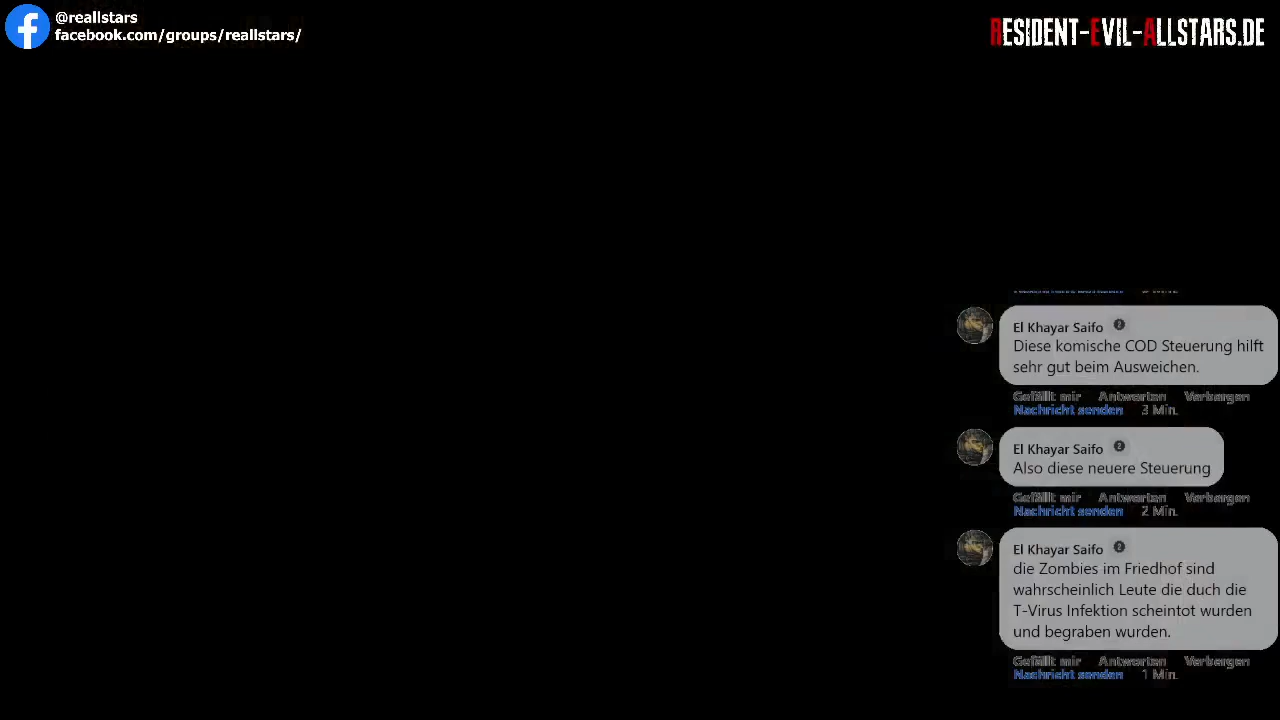 @reallstars
facebook.com/groups/reallstars/
RESIDENT-EVIL-ALLSTARS.DE
El Khayar Saifo
Diese komische COD Steuerung hilft
sehr gut beim Ausweichen.
Gefällt mir Antworten Verbergen
Nachricht senden 3 Min.
El Khayar Saifo
Also diese neuere Steuerung
Gefällt mir Antworten Verbergen
Nachricht senden 2 Min.
El Khayar Saifo
die Zombies im Friedhof sind
wahrscheinlich Leute die duch die
T-Virus Infektion scheintot wurden
und begraben wurden.
Gefällt mir Antworten Verbergen
Nachricht senden 1 Min.